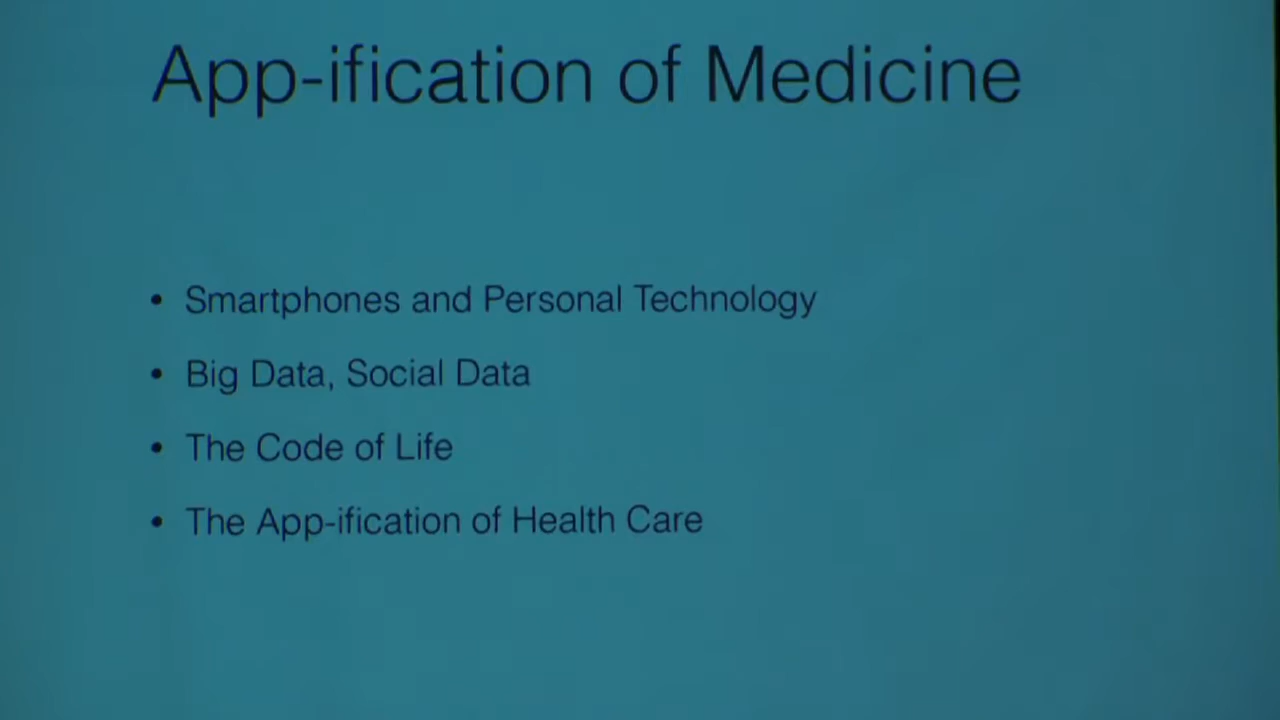 App-ification of Medicine
• Smartphones and Personal Technology
• Big Data, Social Data
• The Code of Life
• The App-ification of Health Care